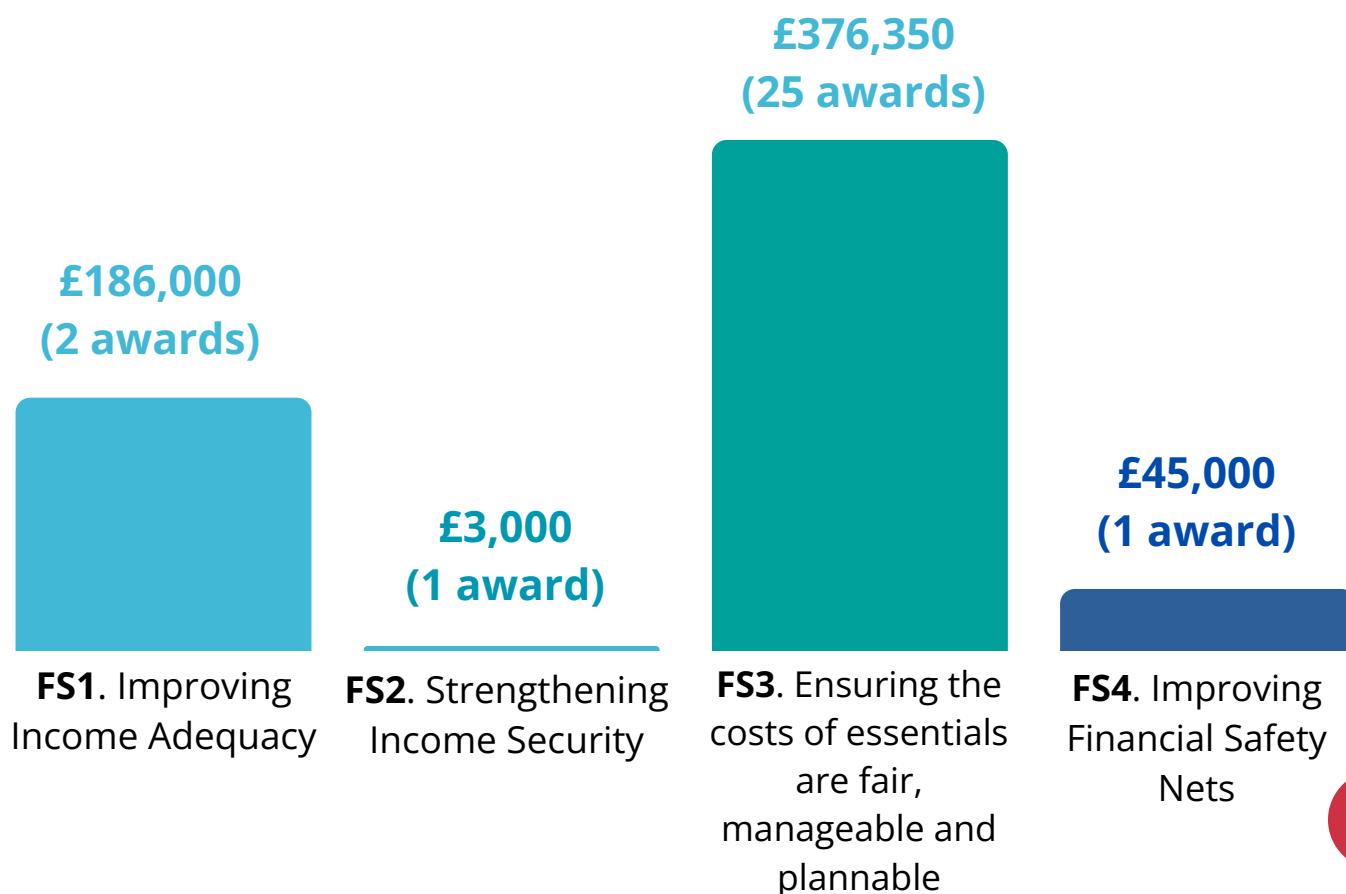 £376,350
(25 awards)
£186,000
(2 awards)
£45,000
(1 award)
£3,000
(1 award)
FS1. Improving
Income Adequacy
FS2. Strengthening
Income Security
FS3. Ensuring the
costs of essentials
are fair,
manageable and
plannable
FS4. Improving
Financial Safety
Nets